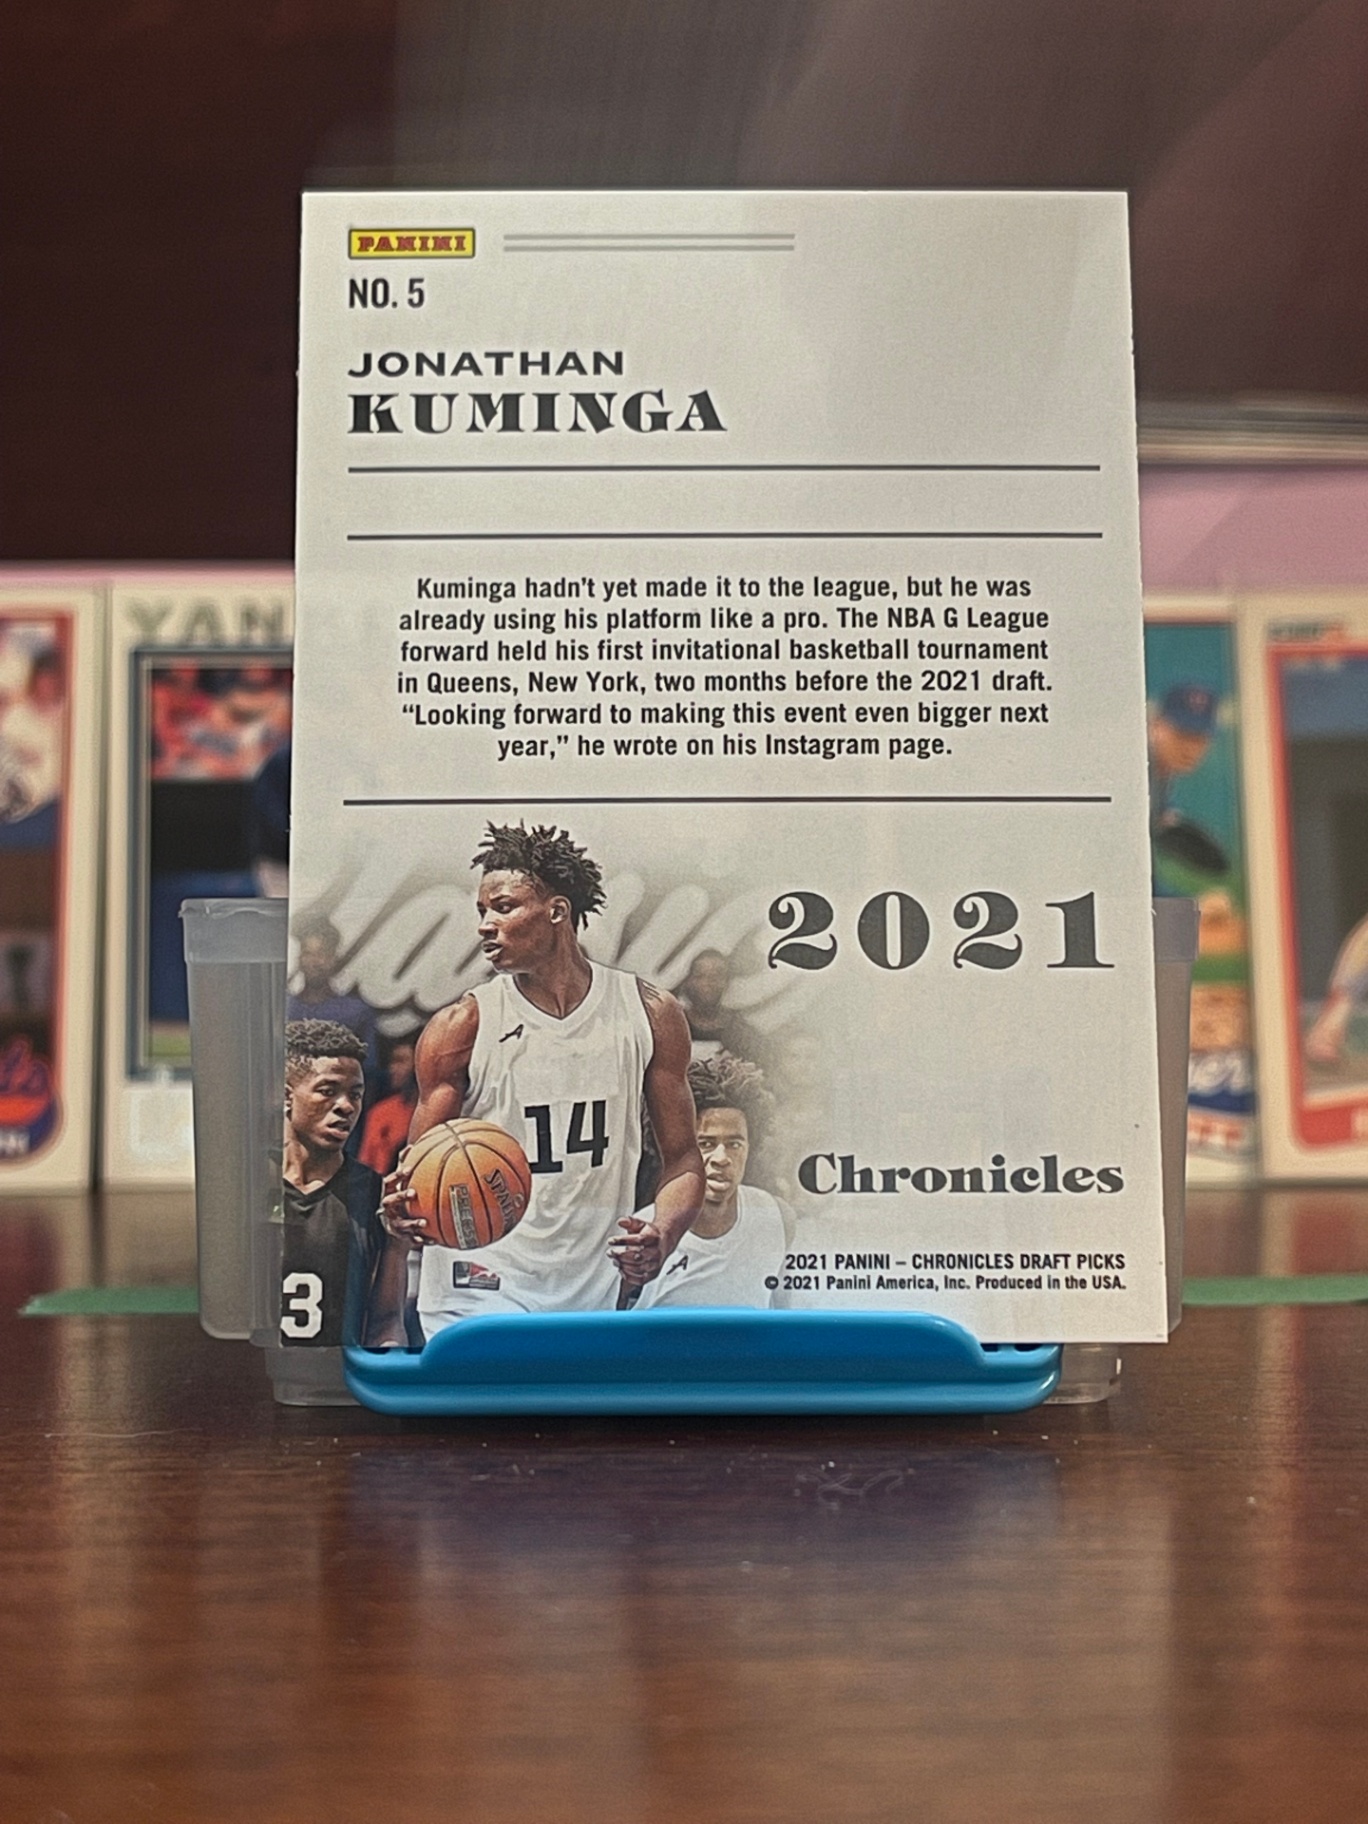 PANINI
NO. 5
JONATHAN
KUMINGA
Kuminga hadn't yet made it to the league, but he was
already using his platform like a pro. The NBA G League
forward held his first invitational basketball tournament
in Queens, New York, two months before the 2021 draft.
“Looking forward to making this event even bigger next
year,” he wrote on his Instagram page.
2021
14
SPALDING
3
Chronicles
2021 PANINI – CHRONICLES DRAFT PICKS
© 2021 Panini America, Inc. Produced in the USA.
YAN